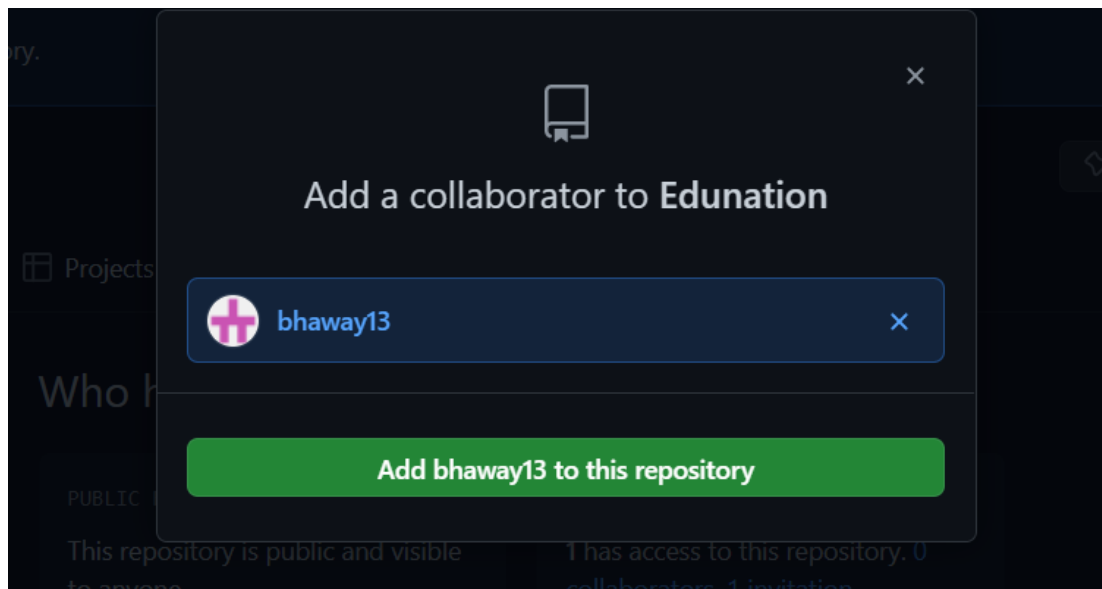 ory.
Add a collaborator to Edunation
Projects
bhaway13
Who h
Add bhaway13 to this repository
PUBLIC
This repository is public and visible
to anyone.
1 has access to this repository. 0
collaborators. 1 invitation.